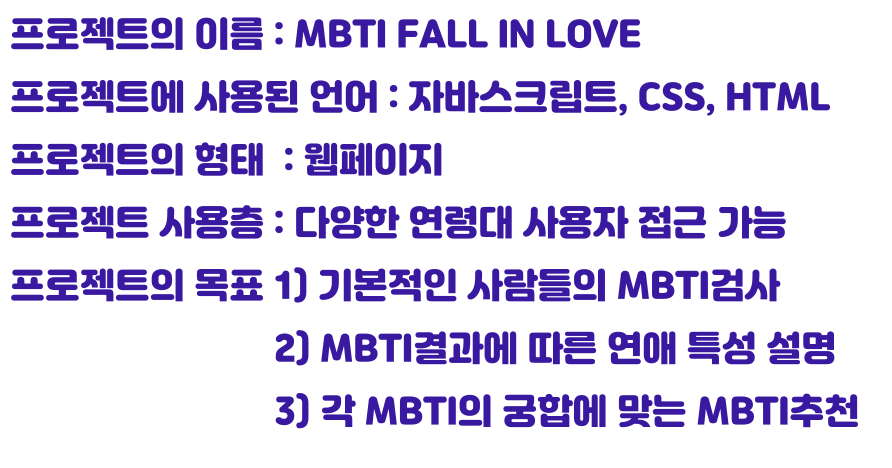 프로젝트의 이름 : MBTI FALL IN LOVE
프로젝트에 사용된 언어 : 자바스크립트, CSS, HTML
프로젝트의 형태 : 웹페이지
프로젝트 사용층 : 다양한 연령대 사용자 접근 가능
프로젝트의 목표 1) 기본적인 사람들의 MBTI검사
2) MBTI결과에 따른 연애 특성 설명
3) 각 MBTI의 궁합에 맞는 MBTI추천